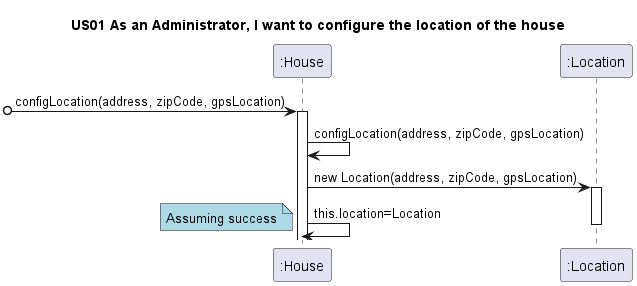 US01 As an Administrator, I want to configure the location of the house
:House
:Location
configLocation(address, zipCode, gpsLocation)
configLocation(address, zipCode, gpsLocation)
new Location(address, zipCode, gpsLocation)
Assuming success
this.location=Location
:House
:Location